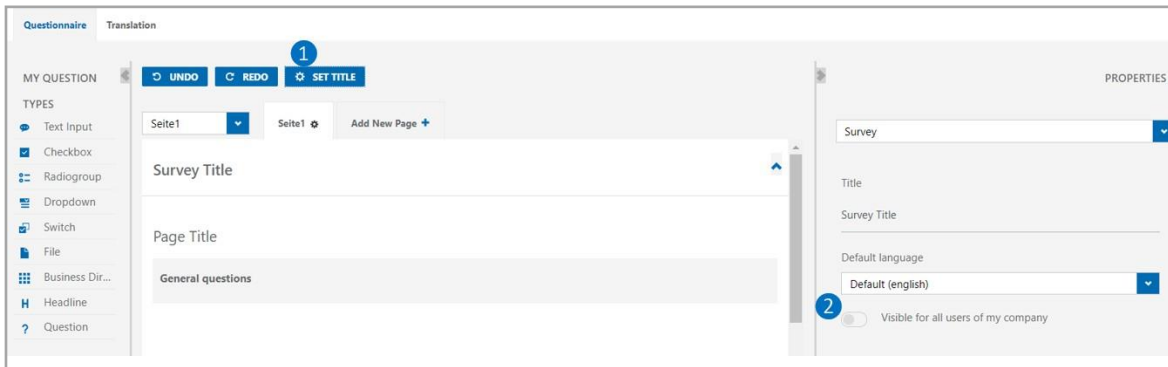 Questionnaire Translation
1
MY QUESTION
TYPES
Text Input
Checkbox
Radiogroup
Dropdown
Switch
File
Business Dir...
H Headline
? Question
UNDO REDO SET TITLE
Seite1 Seite1 Add New Page +
Survey Title
Page Title
General questions
PROPERTIES
Survey
Title
Survey Title
Default language
Default (english)
2
Visible for all users of my company